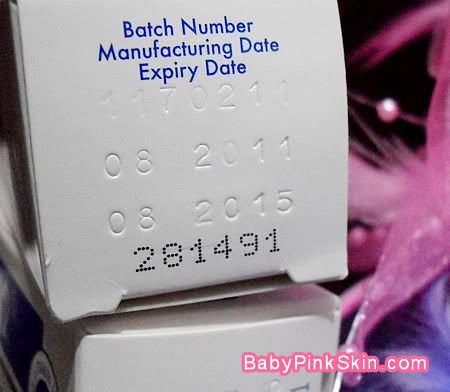 Batch Number
Manufacturing Date
Expiry Date
1170211
08 2011
08 2015
281491
BabyPinkSkin.com